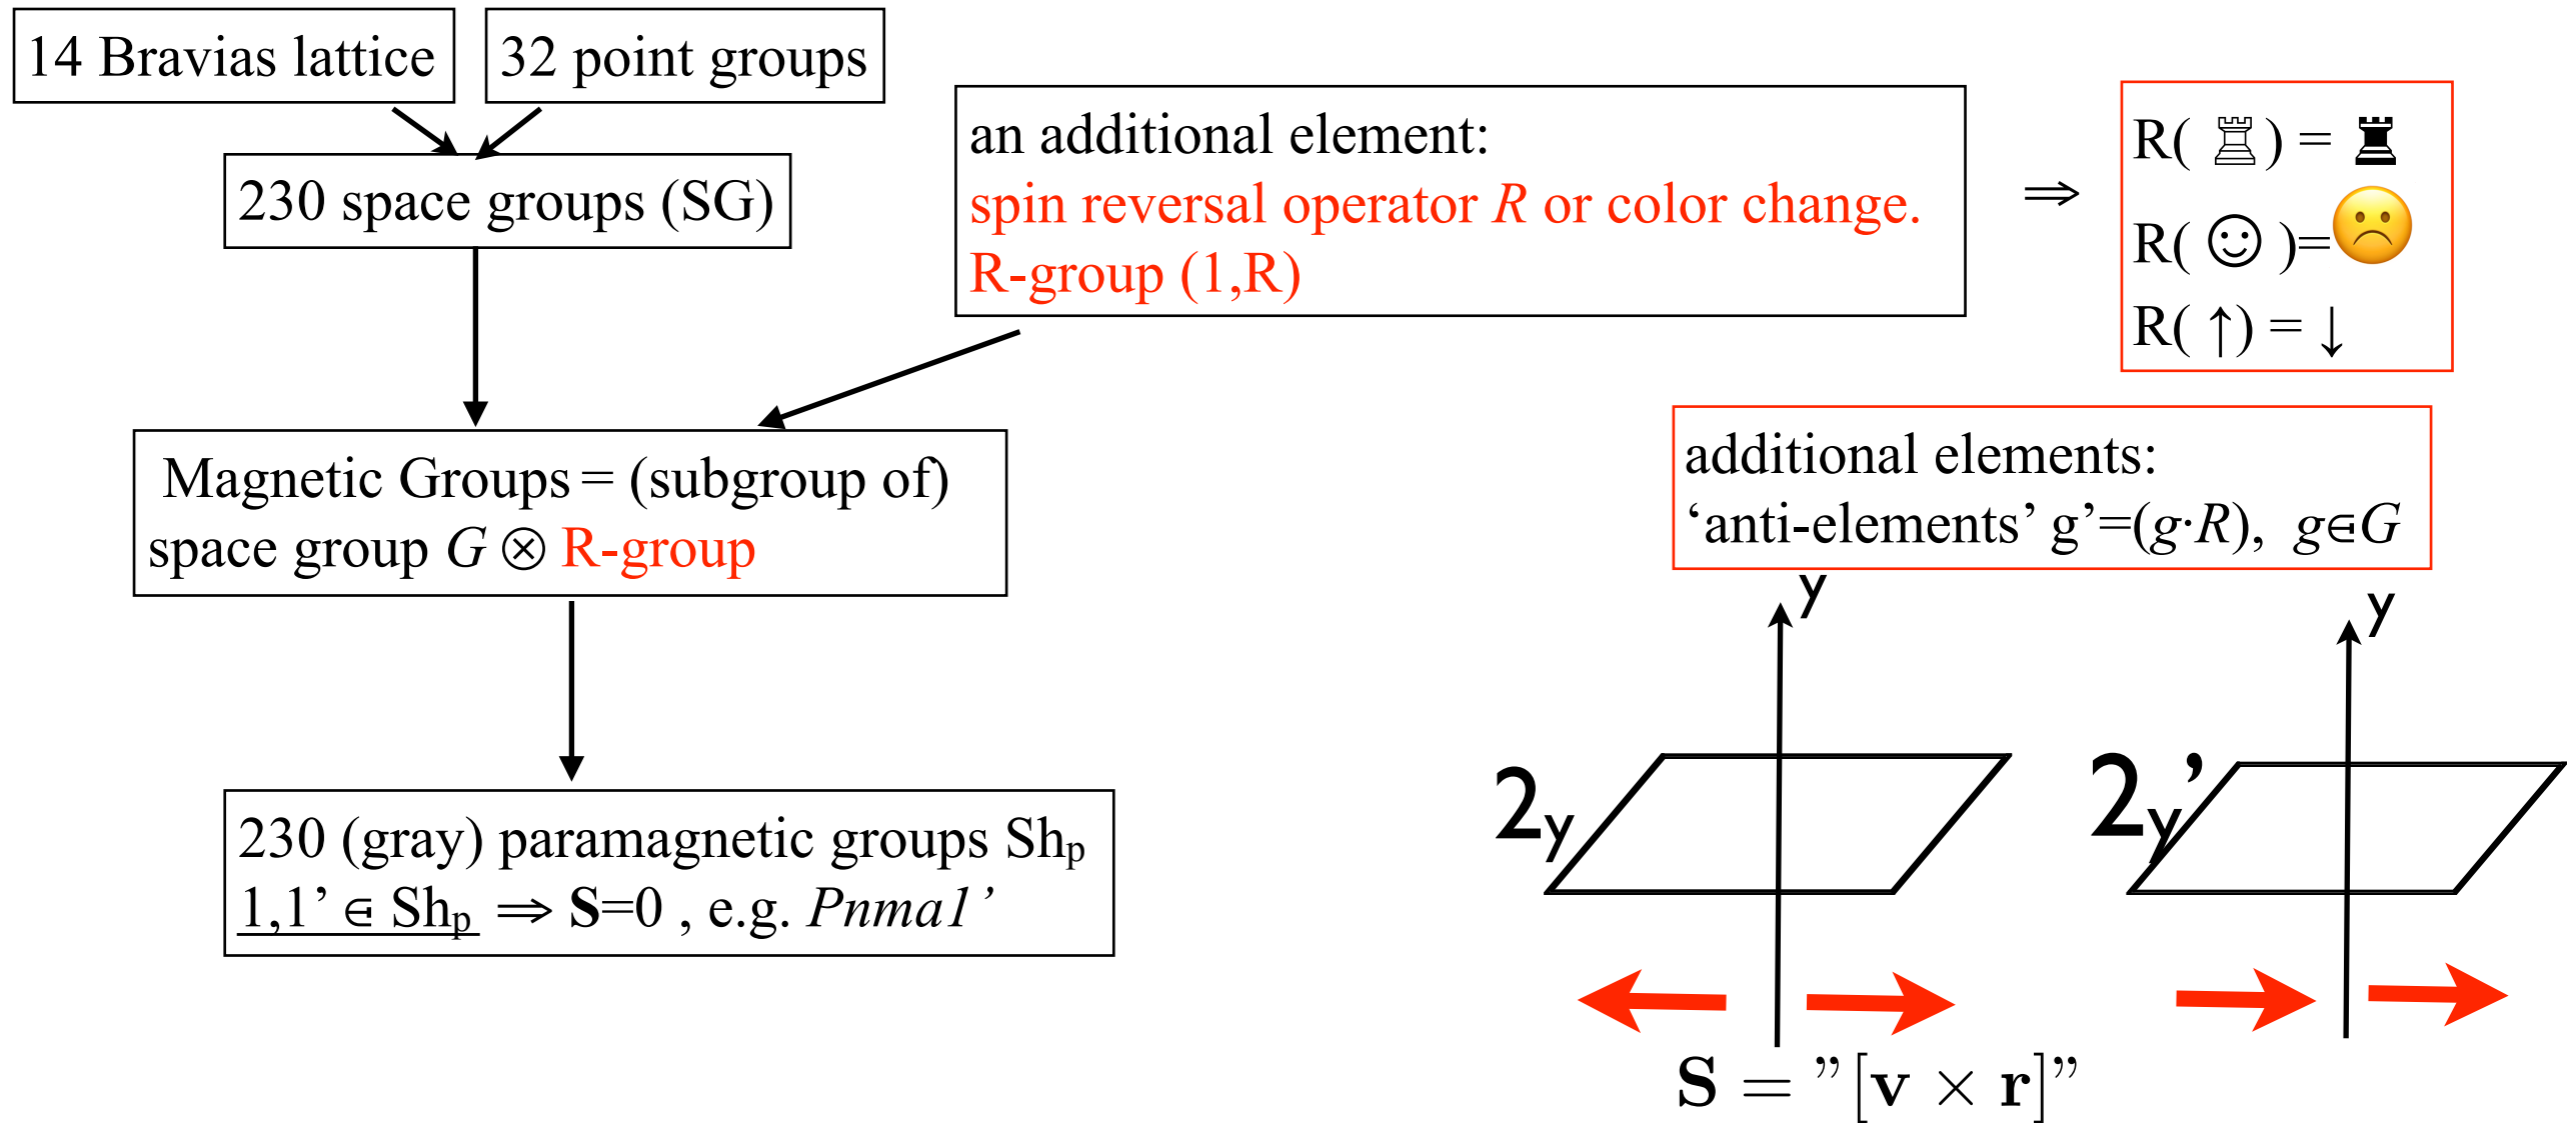 14 Bravias lattice
32 point groups
230 space groups (SG)
an additional element:
spin reversal operator R or color change.
R-group (1,R)
⇒
R( ♖ ) = ♜
R( ☺ )=☹
R( ↑) = ↓
Magnetic Groups = (subgroup of)
space group G ⊗ R-group
additional elements:
‘anti-elements’ g’=(g·R), g∈G
230 (gray) paramagnetic groups Shp
1,1’ ∈ Shp ⇒ S=0 , e.g. Pnma1’
y
2y
y
2y’
S = ”[v × r]”